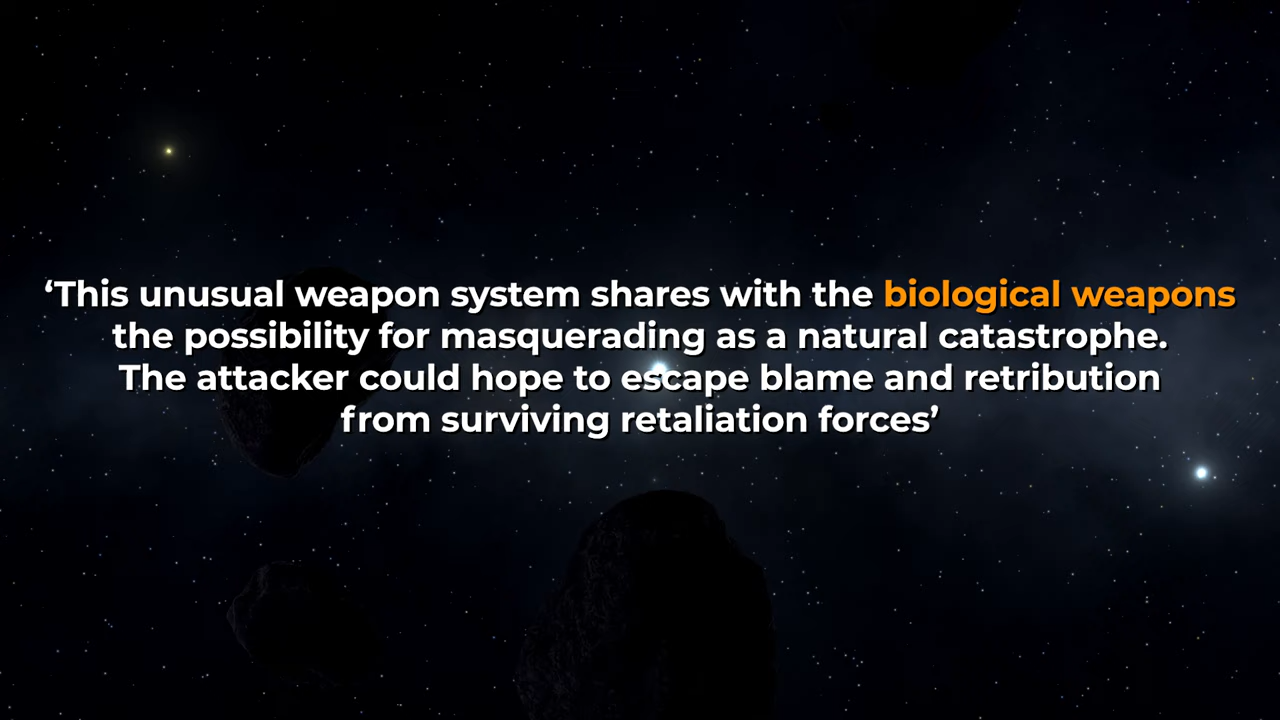 ‘This unusual weapon system shares with the biological weapons
the possibility for masquerading as a natural catastrophe.
The attacker could hope to escape blame and retribution
from surviving retaliation forces’